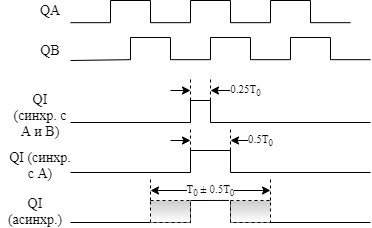 QA
QB
0.25T₀
QI
(синхр. с
A и B)
0.5T₀
QI (синхр.
с A)
T₀ ± 0.5T₀
QI
(асинхр.)